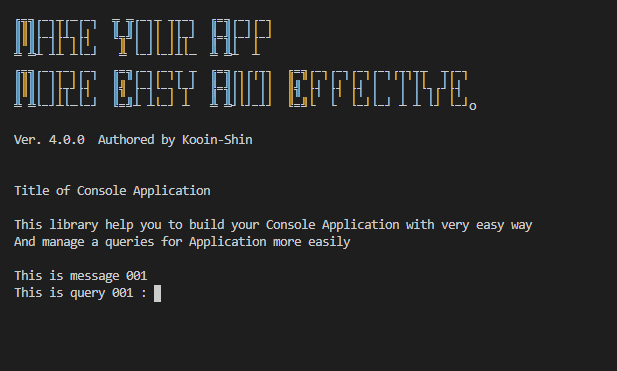 MAKE YOUR APP
MORE EASY AND EFFECTIVE.
Ver. 4.0.0 Authored by Kooin-Shin
Title of Console Application
This library help you to build your Console Application with very easy way
And manage a queries for Application more easily
This is message 001
This is query 001 :